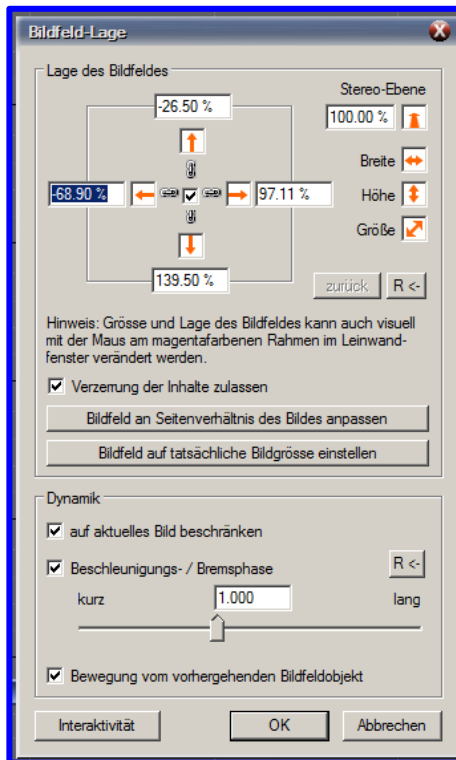 Bildfeld-Lage
Lage des Bildfeldes
Stereo-Ebene
-26.50 %
100.00 %
Breite
-68.90 %
97.11 %
Höhe
Größe
139.50 %
zurück
R <-
Hinweis: Grösse und Lage des Bildfeldes kann auch visuell
mit der Maus am magentafarbenen Rahmen im Leinwand-
fenster verändert werden.
Verzerrung der Inhalte zulassen
Bildfeld an Seitenverhältnis des Bildes anpassen
Bildfeld auf tatsächliche Bildgrösse einstellen
Dynamik
auf aktuelles Bild beschränken
Beschleunigungs- / Bremsphase
R <-
kurz
1.000
lang
Bewegung vom vorhergehenden Bildfeldobjekt
Interaktivität
OK
Abbrechen